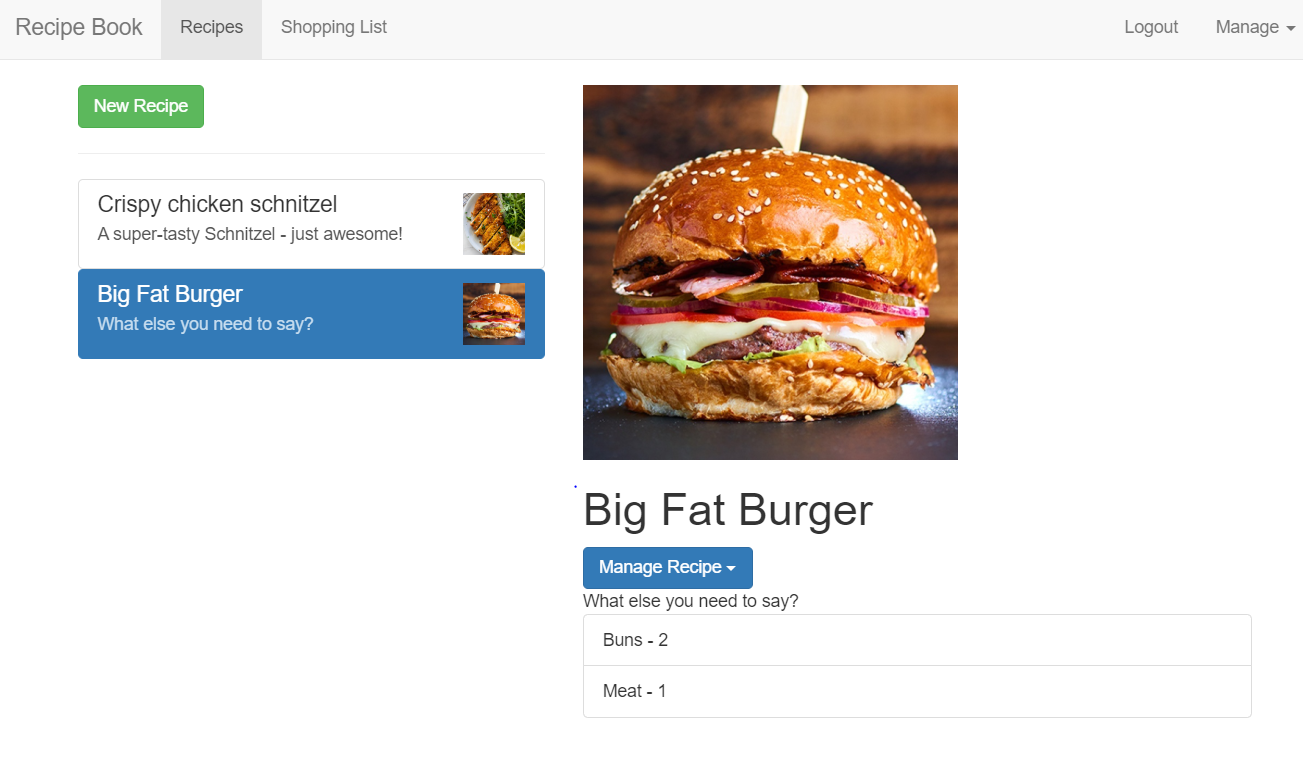 Recipe Book
Recipes
Shopping List
Logout
Manage
New Recipe
Crispy chicken schnitzel
A super-tasty Schnitzel - just awesome!
Big Fat Burger
What else you need to say?
Big Fat Burger
Manage Recipe
What else you need to say?
Buns - 2
Meat - 1